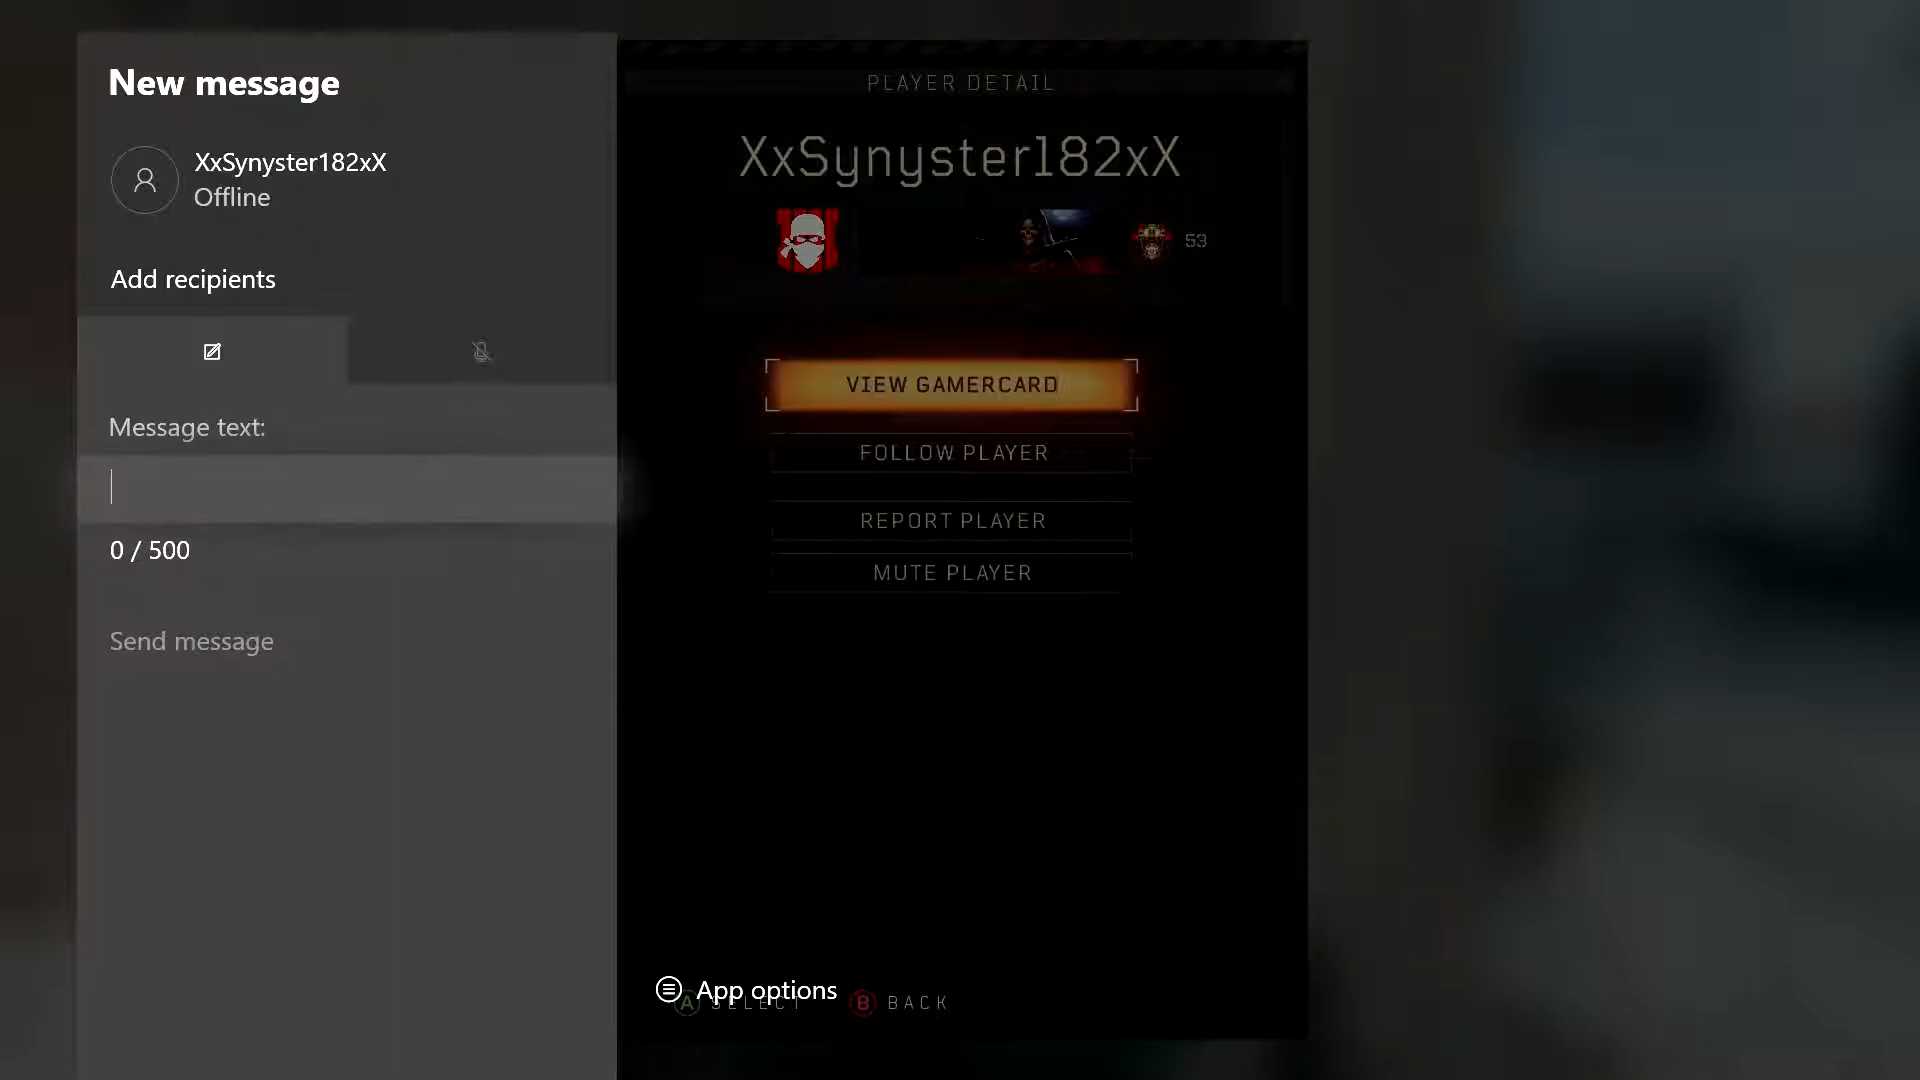 New message
XxSynyster182xX
Offline
Add recipients
Message text:
0 / 500
Send message
PLAYER DETAIL
XxSynyster182xX
53
VIEW GAMERCARD
FOLLOW PLAYER
REPORT PLAYER
MUTE PLAYER
App options
A SELECT B BACK